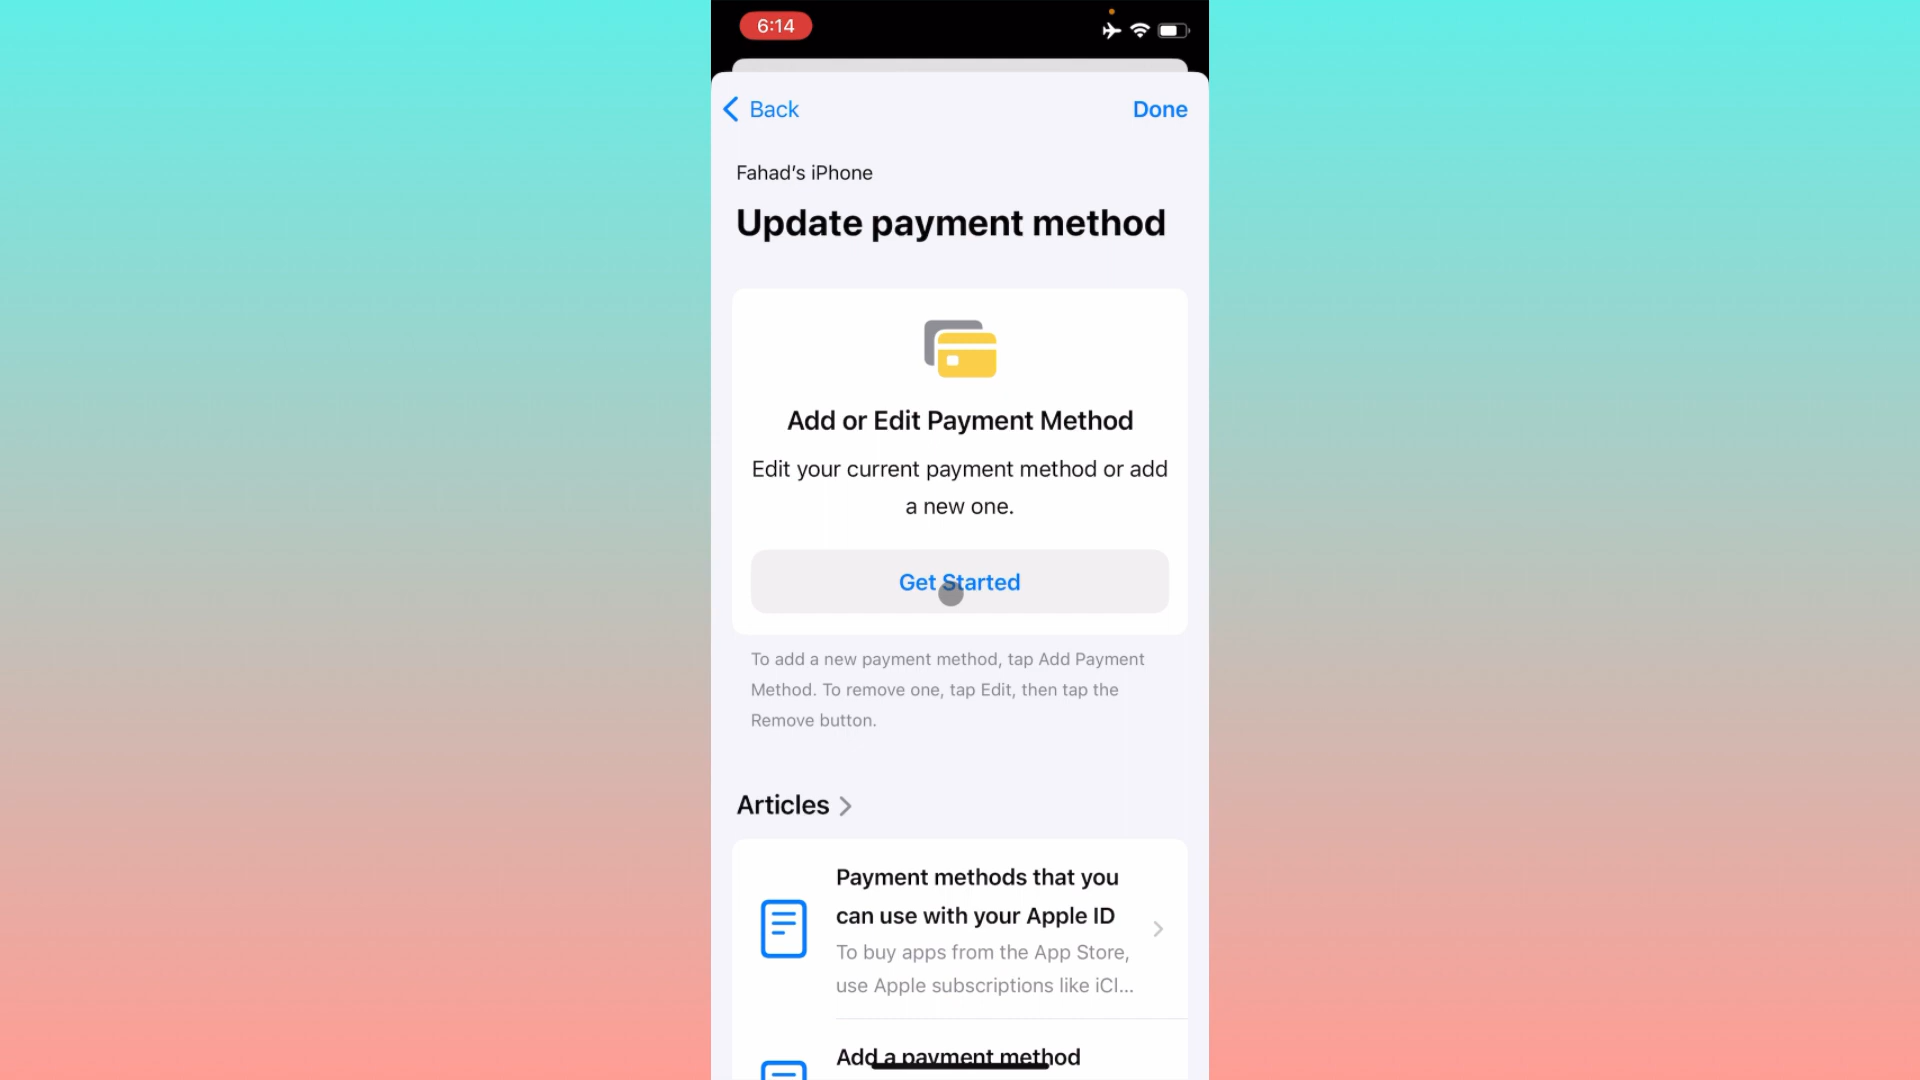 6:14
Back
Done
Fahad’s iPhone
Update payment method
Add or Edit Payment Method
Edit your current payment method or add
a new one.
Get Started
To add a new payment method, tap Add Payment
Method. To remove one, tap Edit, then tap the
Remove button.
Articles
Payment methods that you
can use with your Apple ID
To buy apps from the App Store,
use Apple subscriptions like iCl...
Add a payment method